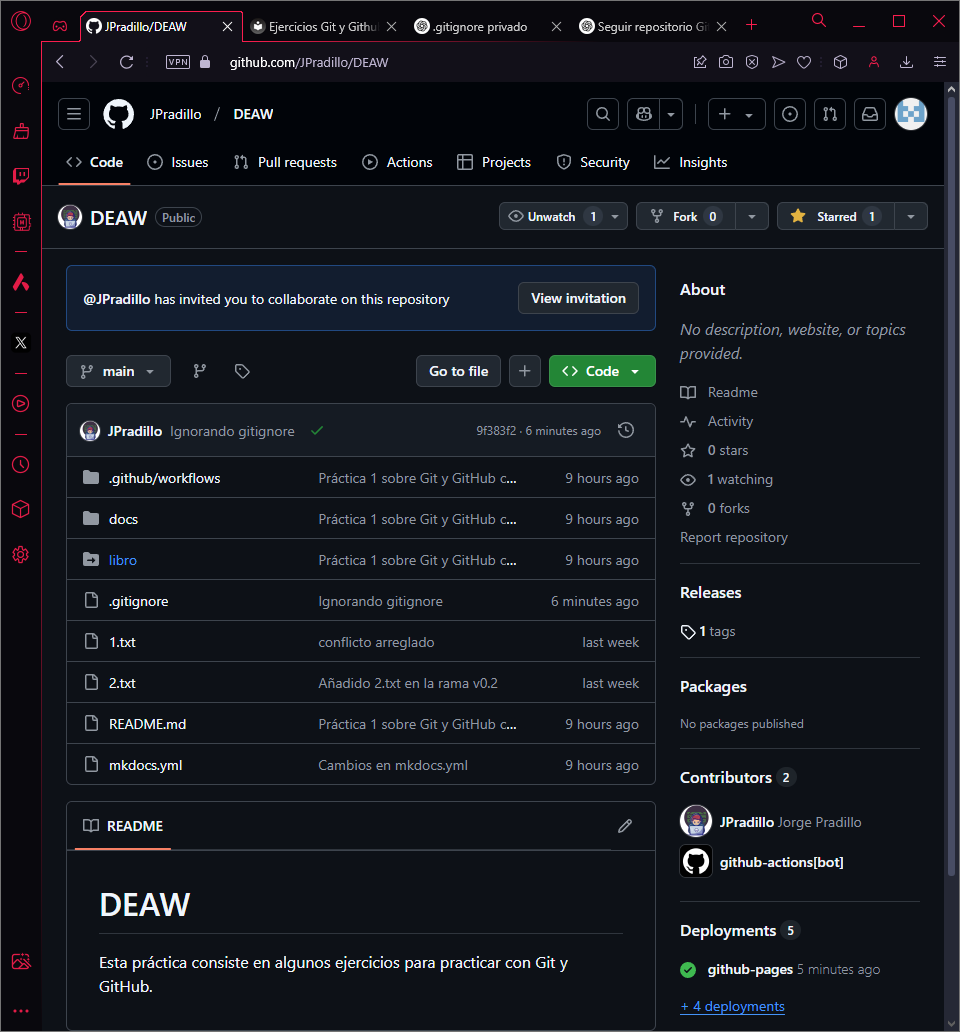 JPradillo/DEAW
Ejercicios Git y Githu
.gitignore privado
Seguir repositorio Gi
VPN
github.com/JPradillo/DEAW
JPradillo / DEAW
Code
Issues
Pull requests
Actions
Projects
Security
Insights
DEAW
Public
Unwatch 1
Fork 0
Starred 1
@JPradillo has invited you to collaborate on this repository
View invitation
main
Go to file
Code
JPradillo Ignorando gitignore
9f383f2 · 6 minutes ago
.github/workflows Práctica 1 sobre Git y GitHub c... 9 hours ago
docs Práctica 1 sobre Git y GitHub c... 9 hours ago
libro Práctica 1 sobre Git y GitHub c... 9 hours ago
.gitignore Ignorando gitignore 6 minutes ago
1.txt conflicto arreglado last week
2.txt Añadido 2.txt en la rama v0.2 last week
README.md Práctica 1 sobre Git y GitHub c... 9 hours ago
mkdocs.yml Cambios en mkdocs.yml 9 hours ago
README
DEAW
Esta práctica consiste en algunos ejercicios para practicar con Git y
GitHub.
About
No description, website, or topics
provided.
Readme
Activity
0 stars
1 watching
0 forks
Report repository
Releases
1 tags
Packages
No packages published
Contributors 2
JPradillo Jorge Pradillo
github-actions[bot]
Deployments 5
github-pages 5 minutes ago
+ 4 deployments